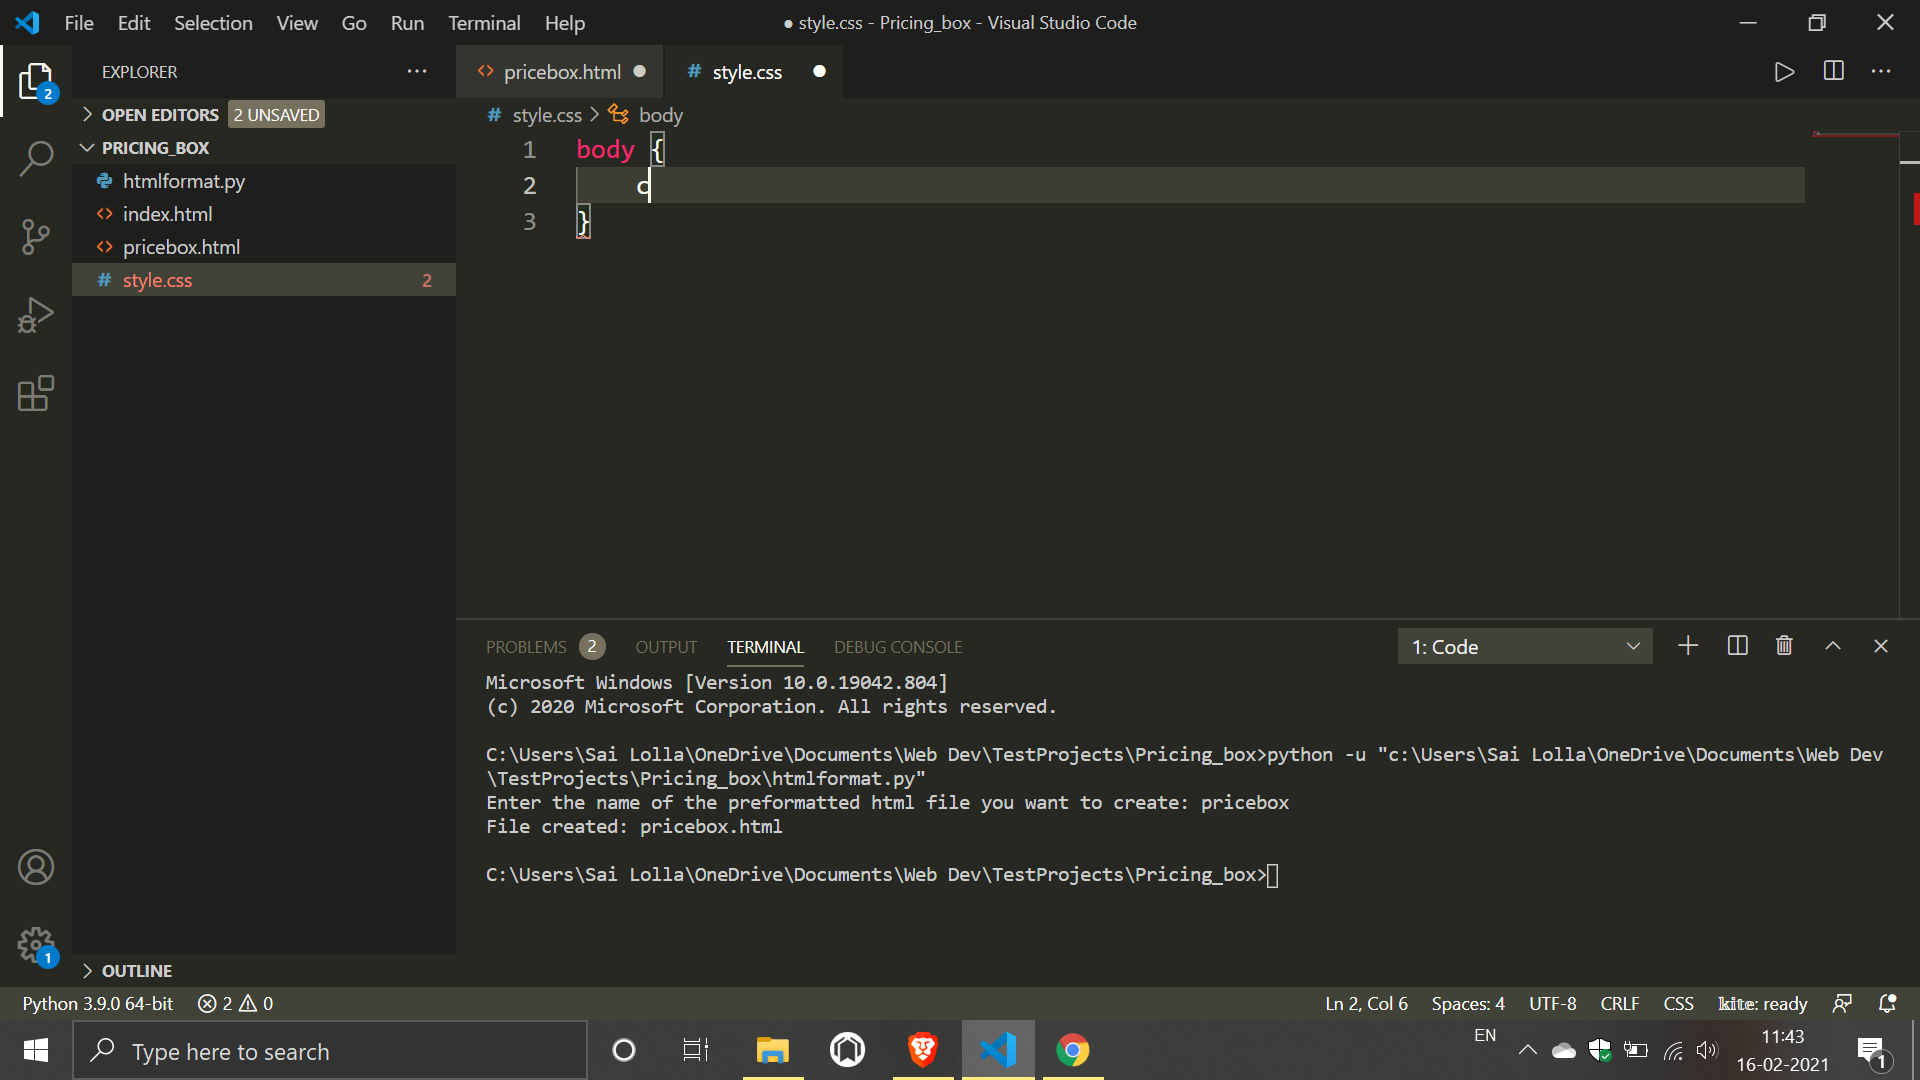 File Edit Selection View Go Run Terminal Help
● style.css - Pricing_box - Visual Studio Code
2
EXPLORER
OPEN EDITORS 2 UNSAVED
PRICING_BOX
htmlformat.py
index.html
pricebox.html
style.css 2
pricebox.html
style.css
style.css > body
1 body {
2 c
3 }
PROBLEMS 2 OUTPUT TERMINAL DEBUG CONSOLE
1: Code
Microsoft Windows [Version 10.0.19042.804]
(c) 2020 Microsoft Corporation. All rights reserved.
C:\Users\Sai Lolla\OneDrive\Documents\Web Dev\TestProjects\Pricing_box>python -u "c:\Users\Sai Lolla\OneDrive\Documents\Web Dev
\TestProjects\Pricing_box\htmlformat.py"
Enter the name of the preformatted html file you want to create: pricebox
File created: pricebox.html
C:\Users\Sai Lolla\OneDrive\Documents\Web Dev\TestProjects\Pricing_box>
1
OUTLINE
Python 3.9.0 64-bit 2 0
Ln 2, Col 6 Spaces: 4 UTF-8 CRLF CSS kite: ready
Type here to search
EN
11:43
16-02-2021
1